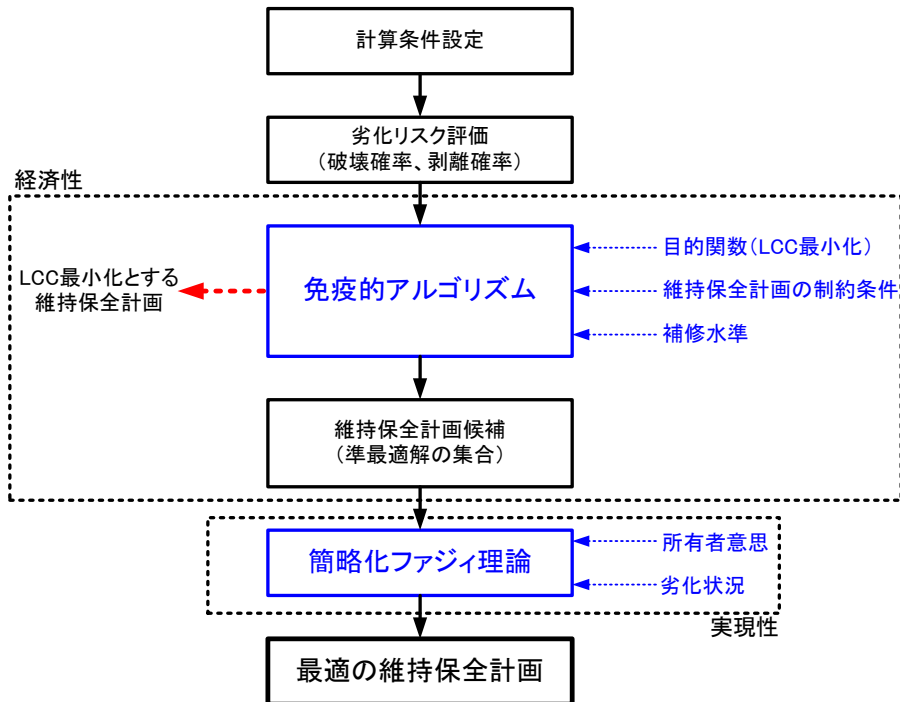 計算条件設定
劣化リスク評価
（破壊確率、剥離確率）
経済性
免疫的アルゴリズム
目的関数（LCC最小化）
維持保全計画の制約条件
補修水準
LCC最小化とする
維持保全計画
維持保全計画候補
（準最適解の集合）
簡略化ファジィ理論
所有者意思
劣化状況
実現性
最適の維持保全計画